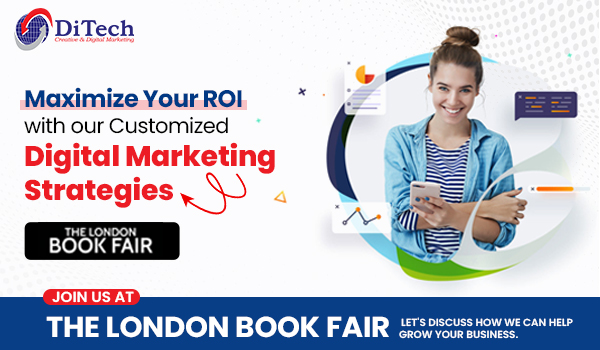 DiTech
Creative & Digital Marketing
Maximize Your ROI
with our Customized
Digital Marketing
Strategies
THE LONDON
BOOK FAIR
JOIN US AT
THE LONDON BOOK FAIR
LET'S DISCUSS HOW WE CAN HELP
GROW YOUR BUSINESS.